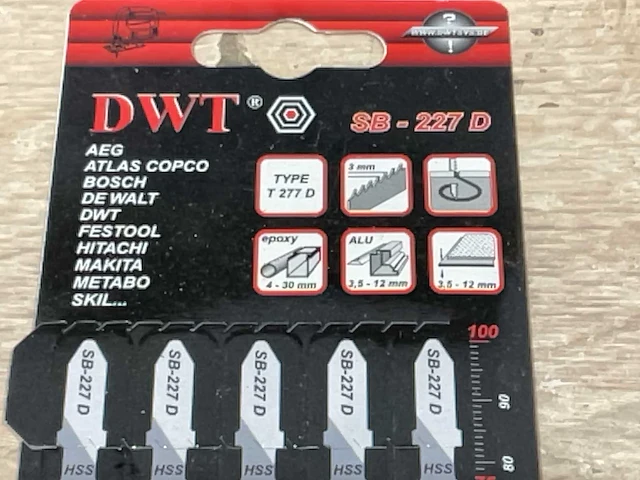 ?
WWW.DWTSYS.DE
!
DWT®
SB - 227 D
AEG
ATLAS COPCO
BOSCH
DE WALT
DWT
FESTOOL
HITACHI
MAKITA
METABO
SKIL...
TYPE
T 277 D
3 mm
epoxy
4 - 30 mm
ALU
3,5 - 12 mm
3,5 - 12 mm
100
90
80
SB-227 D
HSS
SB-227 D
HSS
SB-227 D
HSS
SB-227 D
HSS
SB-227 D
HSS